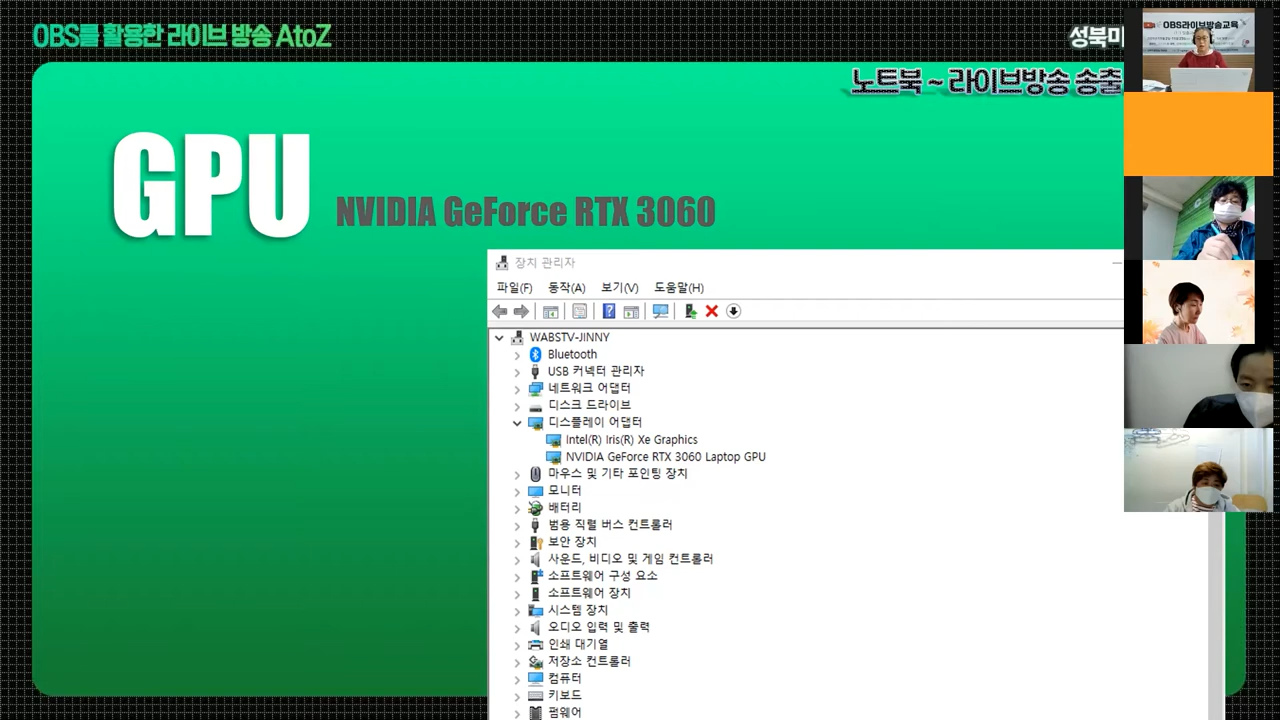 OBS를 활용한 라이브 방송 AtoZ
성북미
노트북 ~ 라이브방송 송출
OBS라이브방송교육
GPU
NVIDIA GeForce RTX 3060
장치 관리자
파일(F) 동작(A) 보기(V) 도움말(H)
WABSTV-JINNY
Bluetooth
USB 커넥터 관리자
네트워크 어댑터
디스크 드라이브
디스플레이 어댑터
Intel(R) Iris(R) Xe Graphics
NVIDIA GeForce RTX 3060 Laptop GPU
마우스 및 기타 포인팅 장치
모니터
배터리
범용 직렬 버스 컨트롤러
보안 장치
사운드, 비디오 및 게임 컨트롤러
소프트웨어 구성 요소
소프트웨어 장치
시스템 장치
오디오 입력 및 출력
인쇄 대기열
저장소 컨트롤러
컴퓨터
키보드
펌웨어